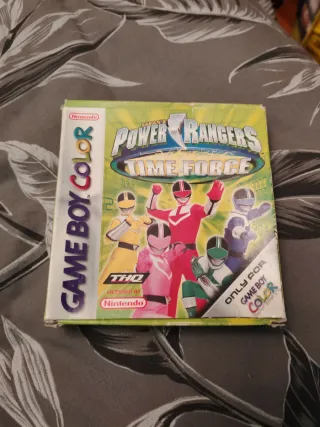 Nintendo
GAME BOY COLOR
POWER RANGERS
TIME FORCE
THQ
Nintendo
ONLY FOR
GAME BOY
COLOR